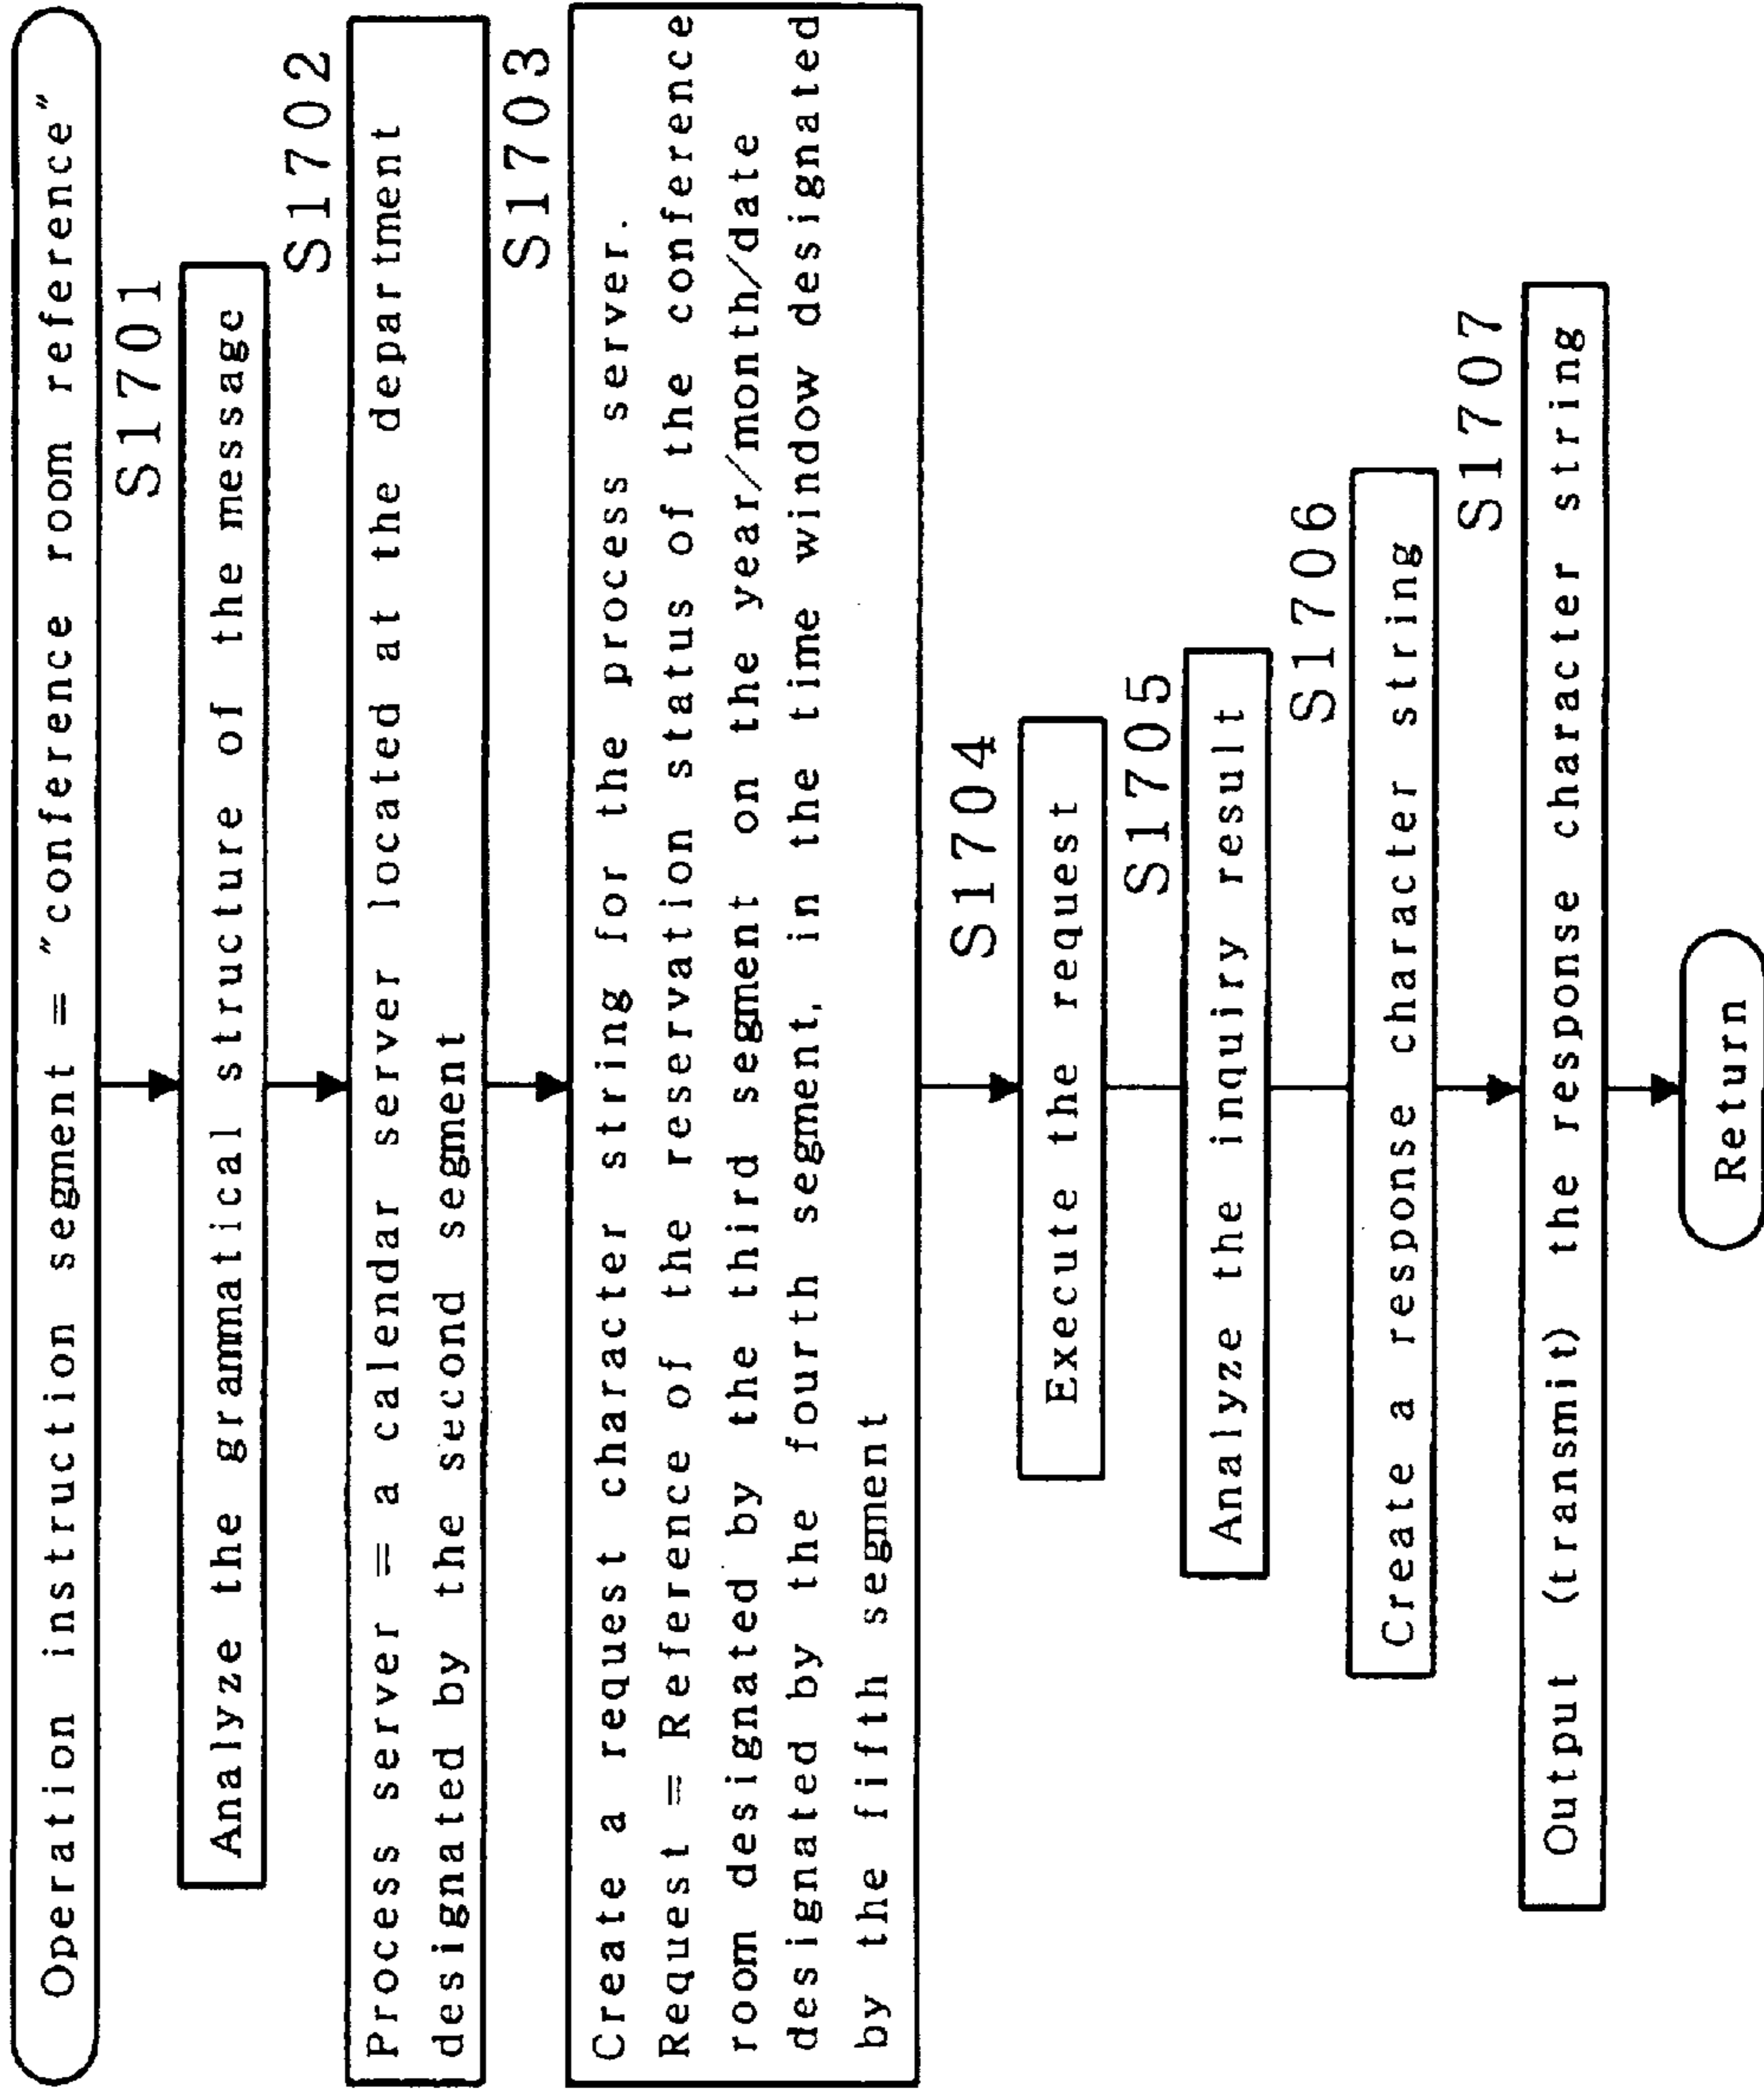 Operation instruction segment = "conference room reference"
S1701
Analyze the grammatical structure of the message
S1702
Process server = a calendar server located at the department
designated by the second segment
S1703
Create a request character string for the process server.
Request = Reference of the reservation status of the conference
room designated by the third segment on the year/month/date
designated by the fourth segment, in the time window designated
by the fifth segment
S1704
Execute the request
S1705
Analyze the inquiry result
S1706
Create a response character string
S1707
Output (transmit) the response character string
Return